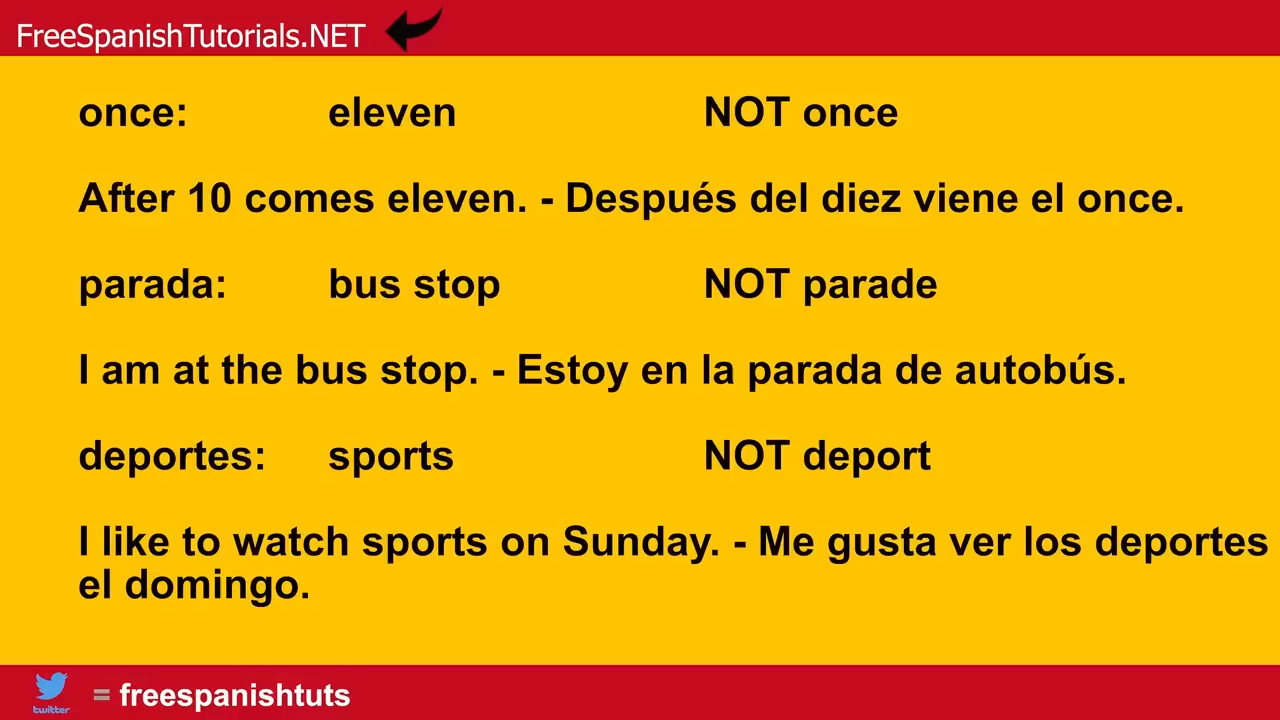 FreeSpanishTutorials.NET
once: eleven NOT once
After 10 comes eleven. - Después del diez viene el once.
parada: bus stop NOT parade
I am at the bus stop. - Estoy en la parada de autobús.
deportes: sports NOT deport
I like to watch sports on Sunday. - Me gusta ver los deportes
el domingo.
twitter = freespanishtuts